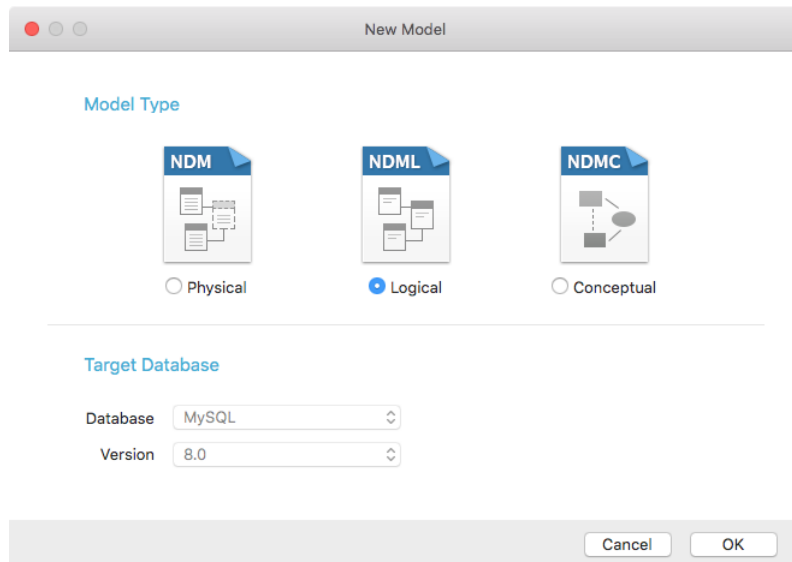 New Model
Model Type
NDM NDML NDMC
Physical Logical Conceptual
Target Database
Database MySQL
Version 8.0
Cancel OK